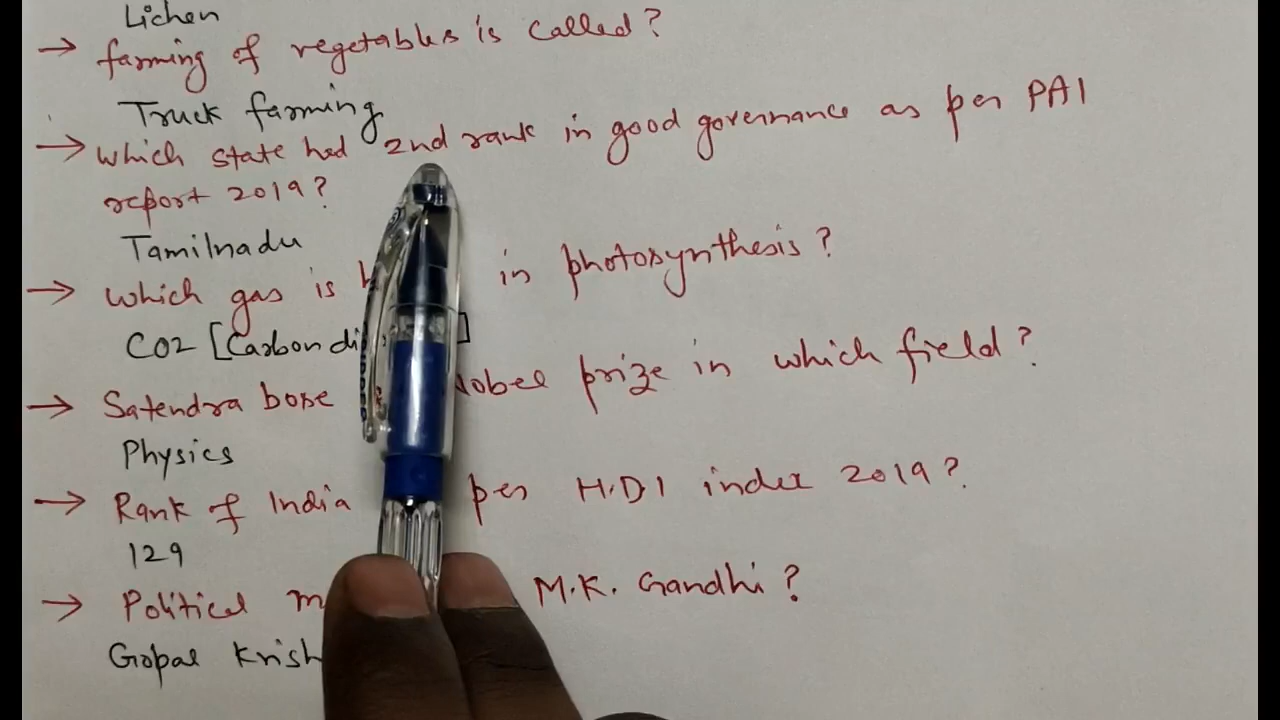 Lichen
→ farming of vegetables is called?
Truck farming
→ which state had 2nd rank in good governance as per PAI
report 2019?
Tamilnadu
→ which gas is in photosynthesis?
CO2 [Carbon di ]
→ Satendra bose prize in which field?
Physics
→ Rank of India per H.D.I index 2019?
129
→ Political M.K. Gandhi?
Gopal Krish